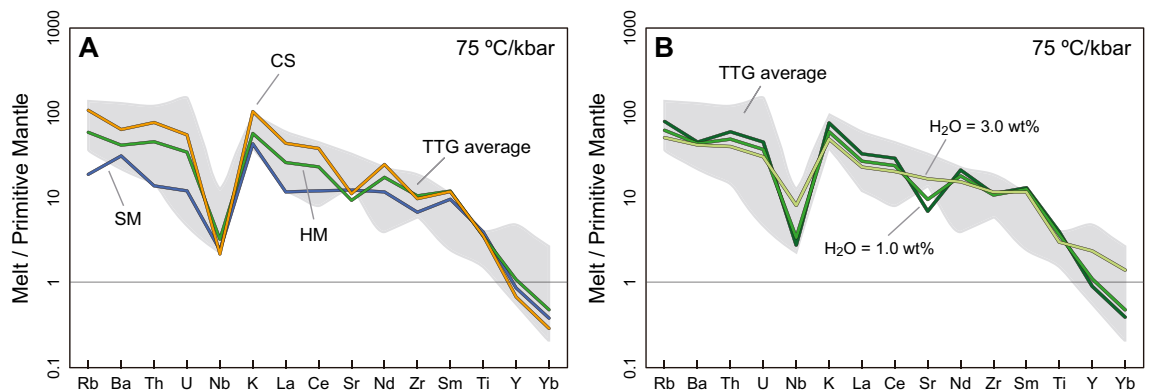 A
75 ºC/kbar
CS
TTG average
SM
HM
Melt / Primitive Mantle
1000
100
10
1
0.1
Rb Ba Th U Nb K La Ce Sr Nd Zr Sm Ti Y Yb
B
75 ºC/kbar
TTG average
H₂O = 3.0 wt%
H₂O = 1.0 wt%
Melt / Primitive Mantle
1000
100
10
1
0.1
Rb Ba Th U Nb K La Ce Sr Nd Zr Sm Ti Y Yb